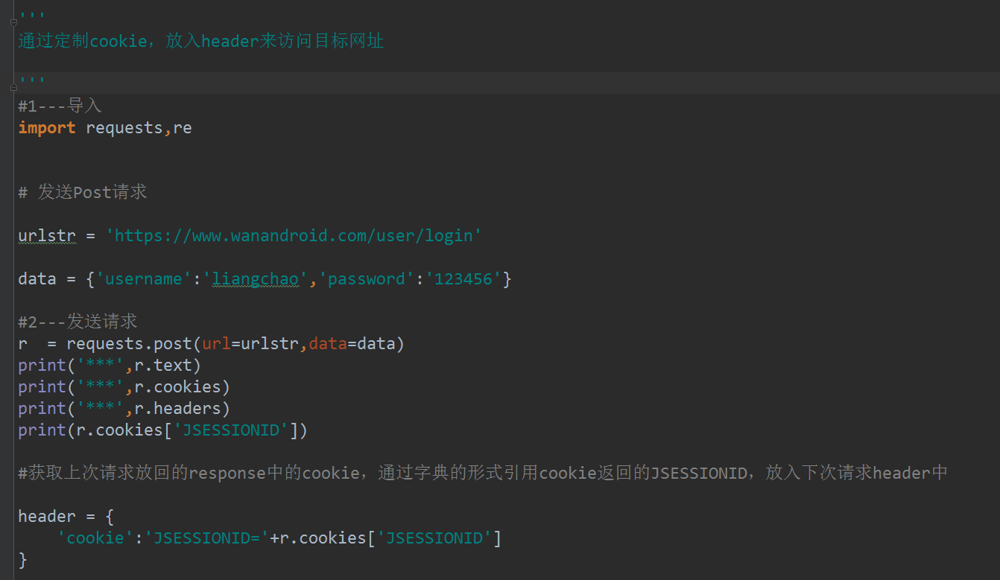 '''
通过定制cookie，放入header来访问目标网址
'''
#1---导入
import requests,re
# 发送Post请求
urlstr = 'https://www.wanandroid.com/user/login'
data = {'username':'liangchao','password':'123456'}
#2---发送请求
r  = requests.post(url=urlstr,data=data)
print('***',r.text)
print('***',r.cookies)
print('***',r.headers)
print(r.cookies['JSESSIONID'])
#获取上次请求放回的response中的cookie，通过字典的形式引用cookie返回的JSESSIONID，放入下次请求header中
header = {
    'cookie':'JSESSIONID='+r.cookies['JSESSIONID']
}